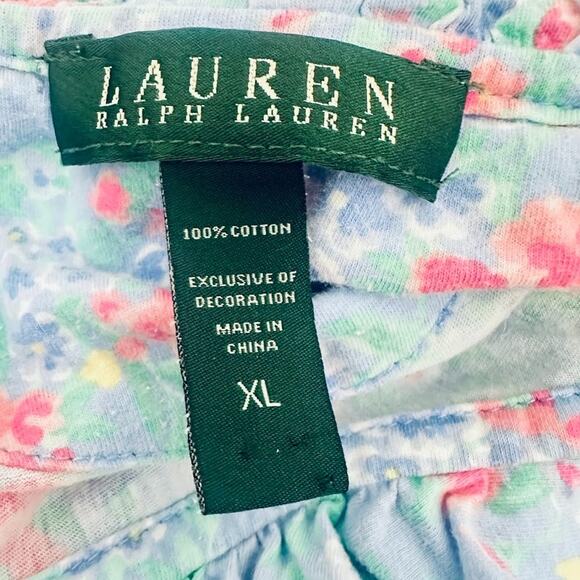 LAUREN
RALPH LAUREN
100% COTTON
EXCLUSIVE OF
DECORATION
MADE IN
CHINA
XL